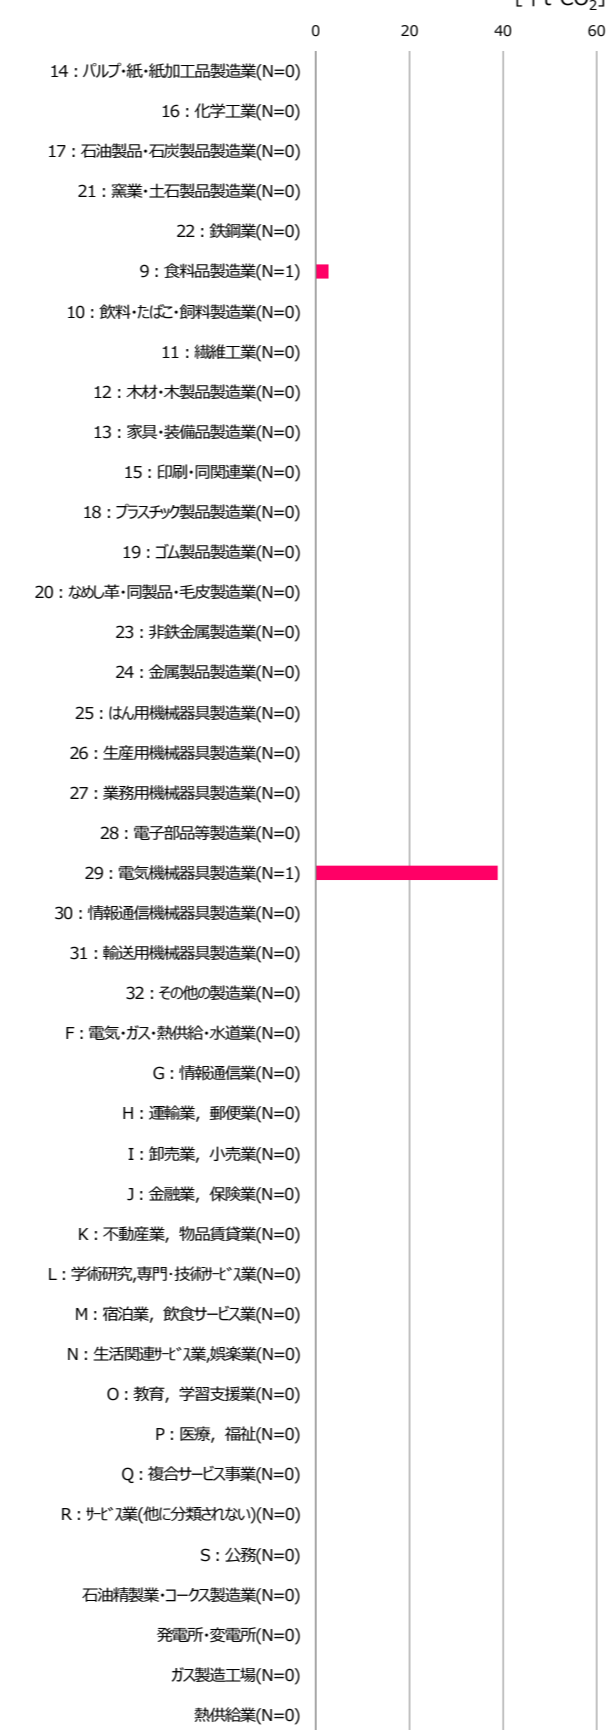 0 20 40 60
14：パルプ・紙・紙加工品製造業(N=0)
16：化学工業(N=0)
17：石油製品・石炭製品製造業(N=0)
21：窯業・土石製品製造業(N=0)
22：鉄鋼業(N=0)
9：食料品製造業(N=1)
10：飲料・たばこ・飼料製造業(N=0)
11：繊維工業(N=0)
12：木材・木製品製造業(N=0)
13：家具・装備品製造業(N=0)
15：印刷・同関連業(N=0)
18：プラスチック製品製造業(N=0)
19：ゴム製品製造業(N=0)
20：なめし革・同製品・毛皮製造業(N=0)
23：非鉄金属製造業(N=0)
24：金属製品製造業(N=0)
25：はん用機械器具製造業(N=0)
26：生産用機械器具製造業(N=0)
27：業務用機械器具製造業(N=0)
28：電子部品等製造業(N=0)
29：電気機械器具製造業(N=1)
30：情報通信機械器具製造業(N=0)
31：輸送用機械器具製造業(N=0)
32：その他の製造業(N=0)
F：電気・ガス・熱供給・水道業(N=0)
G：情報通信業(N=0)
H：運輸業，郵便業(N=0)
I：卸売業，小売業(N=0)
J：金融業，保険業(N=0)
K：不動産業，物品賃貸業(N=0)
L：学術研究,専門・技術ｻｰﾋﾞｽ業(N=0)
M：宿泊業，飲食サービス業(N=0)
N：生活関連ｻｰﾋﾞｽ業,娯楽業(N=0)
O：教育，学習支援業(N=0)
P：医療，福祉(N=0)
Q：複合サービス事業(N=0)
R：ｻｰﾋﾞｽ業(他に分類されない)(N=0)
S：公務(N=0)
石油精製業・コークス製造業(N=0)
発電所・変電所(N=0)
ガス製造工場(N=0)
熱供給業(N=0)